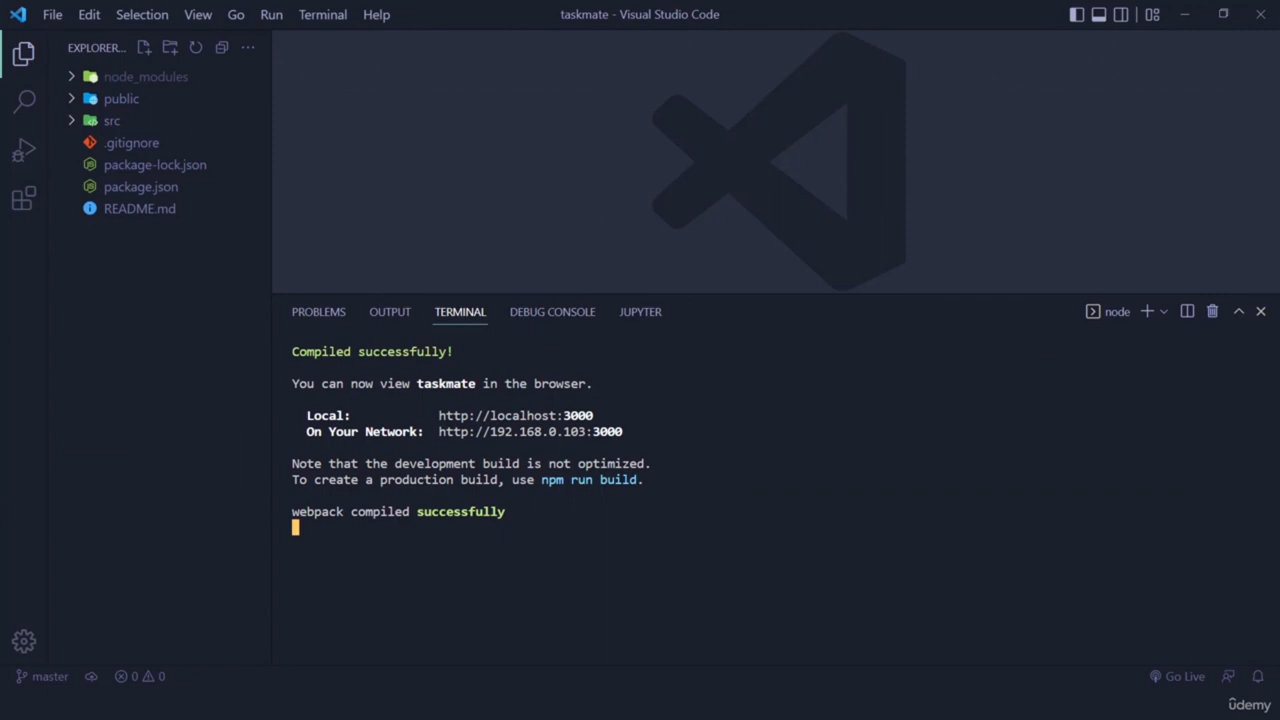 File Edit Selection View Go Run Terminal Help
taskmate - Visual Studio Code
EXPLORER...
node_modules
public
src
.gitignore
package-lock.json
package.json
README.md
PROBLEMS OUTPUT TERMINAL DEBUG CONSOLE JUPYTER
node
Compiled successfully!
You can now view taskmate in the browser.
Local: http://localhost:3000
On Your Network: http://192.168.0.103:3000
Note that the development build is not optimized.
To create a production build, use npm run build.
webpack compiled successfully
master 0 0 Go Live
udemy